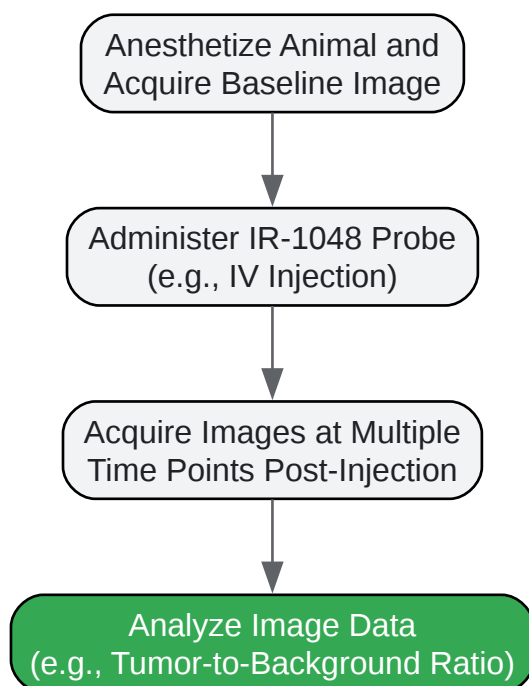 Anesthetize Animal and
Acquire Baseline Image
Administer IR-1048 Probe
(e.g., IV Injection)
Acquire Images at Multiple
Time Points Post-Injection
Analyze Image Data
(e.g., Tumor-to-Background Ratio)